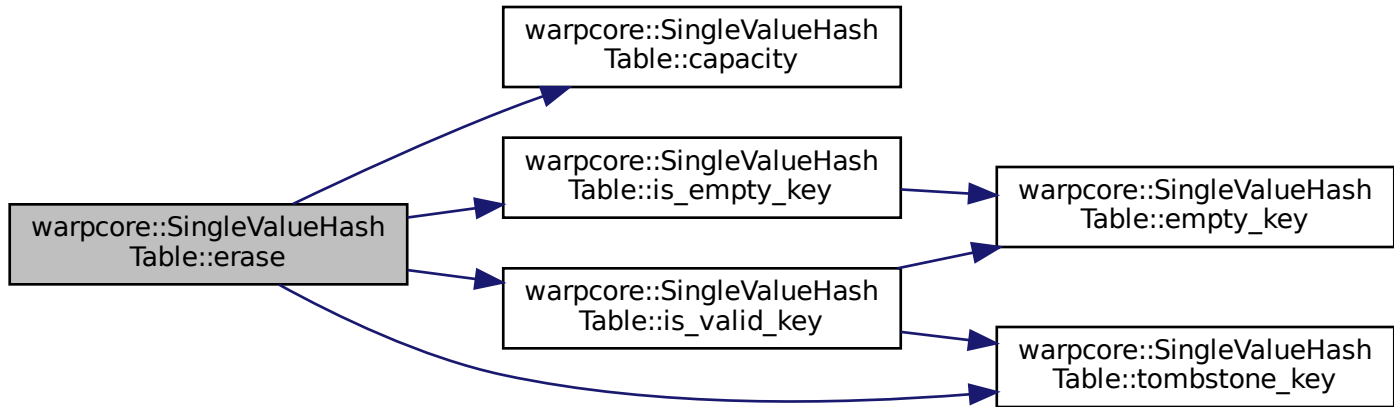 warpcore::SingleValueHash
Table::erase
warpcore::SingleValueHash
Table::capacity
warpcore::SingleValueHash
Table::is_empty_key
warpcore::SingleValueHash
Table::is_valid_key
warpcore::SingleValueHash
Table::empty_key
warpcore::SingleValueHash
Table::tombstone_key